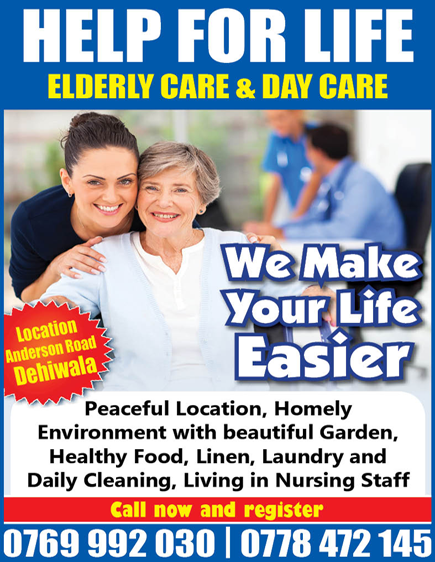 HELP FOR LIFE
ELDERLY CARE & DAY CARE
We Make
Your Life
Easier
Location
Anderson Road
Dehiwala
Peaceful Location, Homely
Environment with beautiful Garden,
Healthy Food, Linen, Laundry and
Daily Cleaning, Living in Nursing Staff
Call now and register
0769 992 030 | 0778 472 145